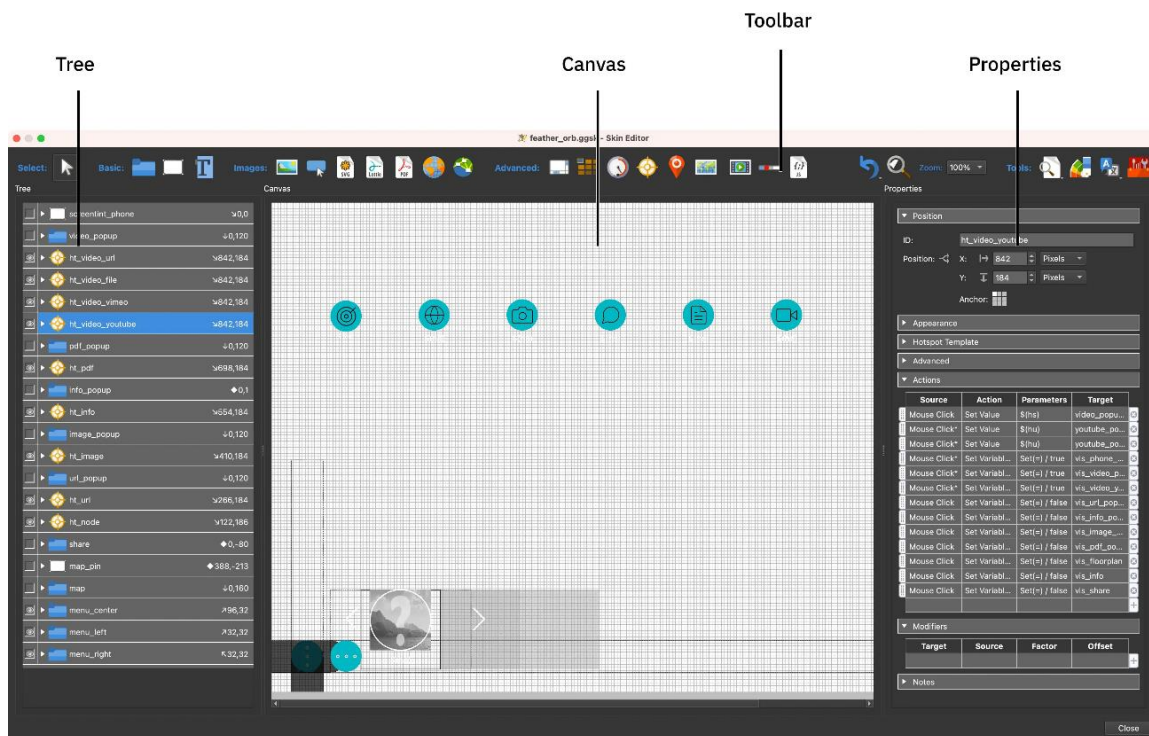 Toolbar
Tree Canvas Properties
feather_orb.ggsk - Skin Editor
Select: Basic: Images: SVG Lottie PDF Advanced: JS Zoom: 100% Tools:
Tree Canvas Properties
screentint_phone ↘0,0
video_popup ↓0,120
ht_video_url ↘842,184
ht_video_file ↘842,184
ht_video_vimeo ↘842,184
ht_video_youtube ↘842,184
pdf_popup ↓0,120
ht_pdf ↘698,184
info_popup ◆0,1
ht_info ↘554,184
image_popup ↓0,120
ht_image ↘410,184
url_popup ↓0,120
ht_url ↘266,184
ht_node ↘122,186
share ◆0,-80
map_pin ◆388,-213
map ↓0,160
menu_center ↗96,32
menu_left ↗32,32
menu_right ↖32,32
Position
ID: ht_video_youtube
Position: X: 842 Pixels
Y: 184 Pixels
Anchor:
Appearance
Hotspot Template
Advanced
Actions
Source Action Parameters Target
Mouse Click Set Value $(hs) video_popu...
Mouse Click* Set Value $(hu) youtube_po...
Mouse Click* Set Value $(hu) youtube_po...
Mouse Click* Set Variabl... Set(=) / true vis_phone_...
Mouse Click* Set Variabl... Set(=) / true vis_video_p...
Mouse Click* Set Variabl... Set(=) / true vis_video_y...
Mouse Click Set Variabl... Set(=) / false vis_url_pop...
Mouse Click Set Variabl... Set(=) / false vis_info_po...
Mouse Click Set Variabl... Set(=) / false vis_image_...
Mouse Click Set Variabl... Set(=) / false vis_pdf_po...
Mouse Click Set Variabl... Set(=) / false vis_floorplan
Mouse Click Set Variabl... Set(=) / false vis_info
Mouse Click Set Variabl... Set(=) / false vis_share
Modifiers
Target Source Factor Offset
Notes
Close